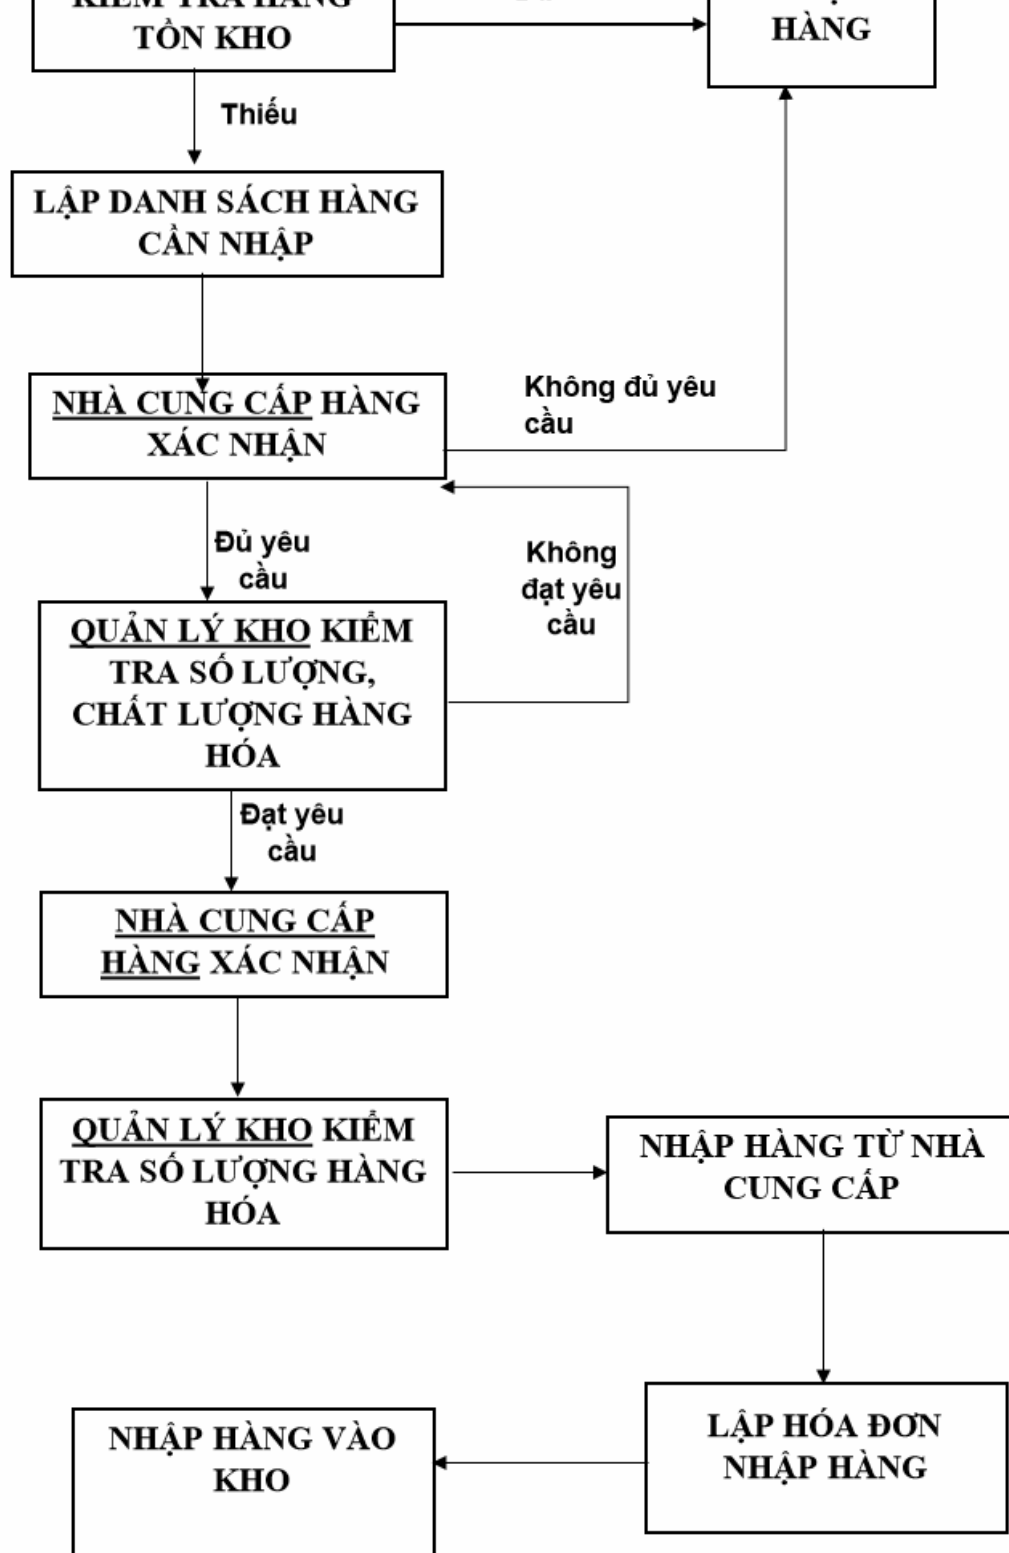 KIỂM TRA HÀNG
TỒN KHO
HÀNG
Thiếu
LẬP DANH SÁCH HÀNG
CẦN NHẬP
NHÀ CUNG CẤP HÀNG
XÁC NHẬN
Không đủ yêu
cầu
Đủ yêu
cầu
Không
đạt yêu
cầu
QUẢN LÝ KHO KIỂM
TRA SỐ LƯỢNG,
CHẤT LƯỢNG HÀNG
HÓA
Đạt yêu
cầu
NHÀ CUNG CẤP
HÀNG XÁC NHẬN
QUẢN LÝ KHO KIỂM
TRA SỐ LƯỢNG HÀNG
HÓA
NHẬP HÀNG TỪ NHÀ
CUNG CẤP
LẬP HÓA ĐƠN
NHẬP HÀNG
NHẬP HÀNG VÀO
KHO